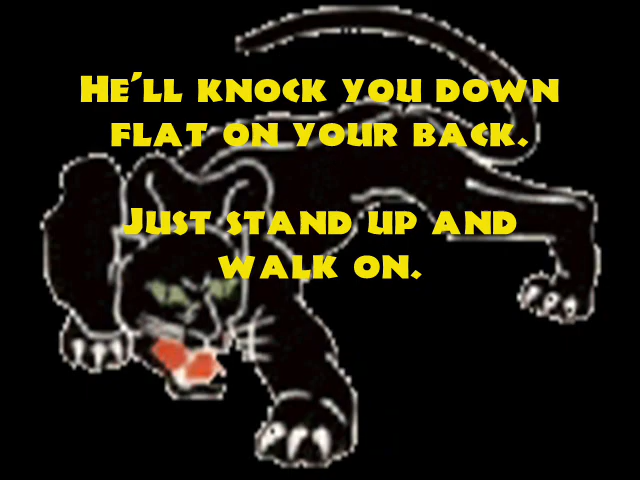 He'll knock you down
flat on your back.
Just stand up and
walk on.